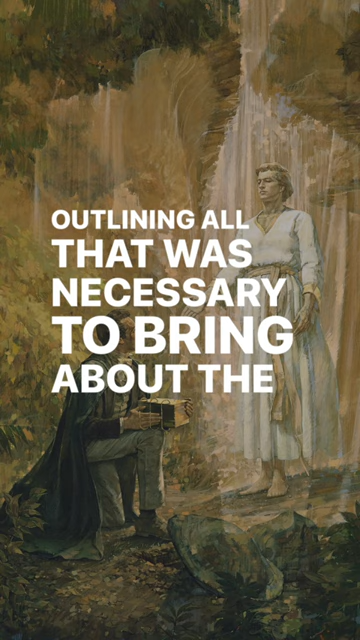 OUTLINING ALL
THAT WAS
NECESSARY
TO BRING
ABOUT THE